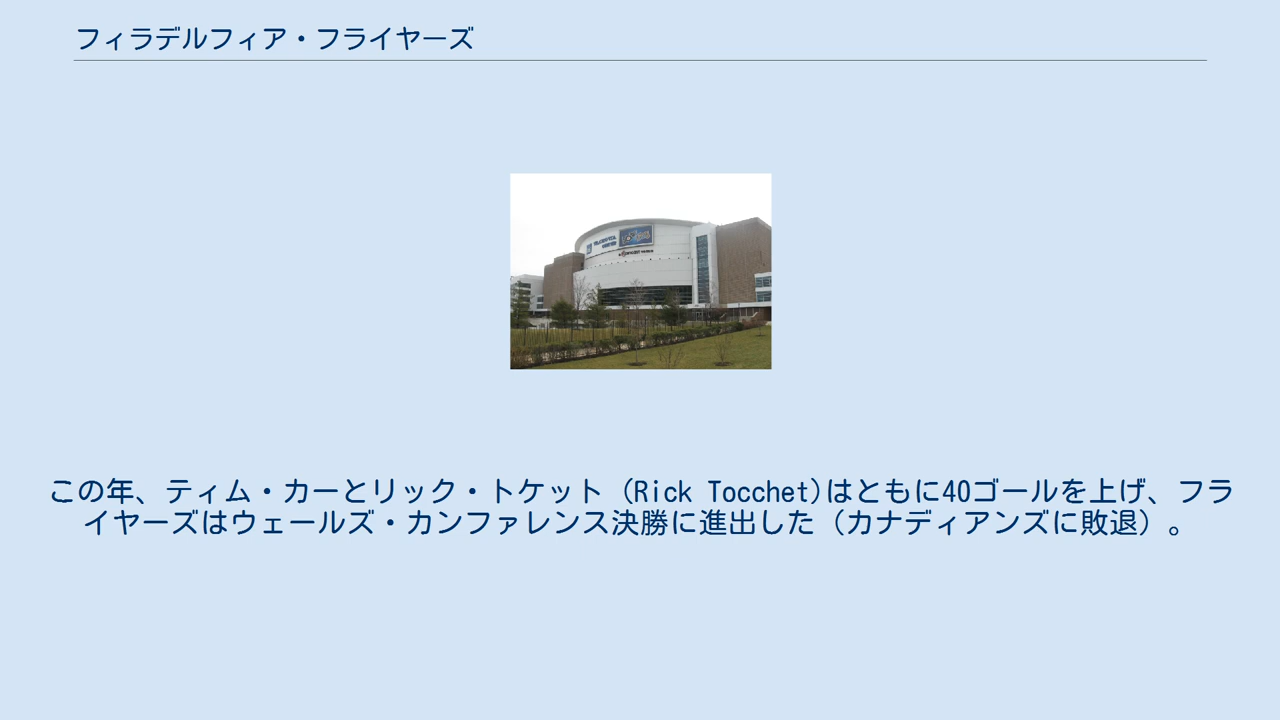 フィラデルフィア・フライヤーズ
この年、ティム・カーとリック・トケット（Rick Tocchet)はともに40ゴールを上げ、フラ
イヤーズはウェールズ・カンファレンス決勝に進出した（カナディアンズに敗退）。